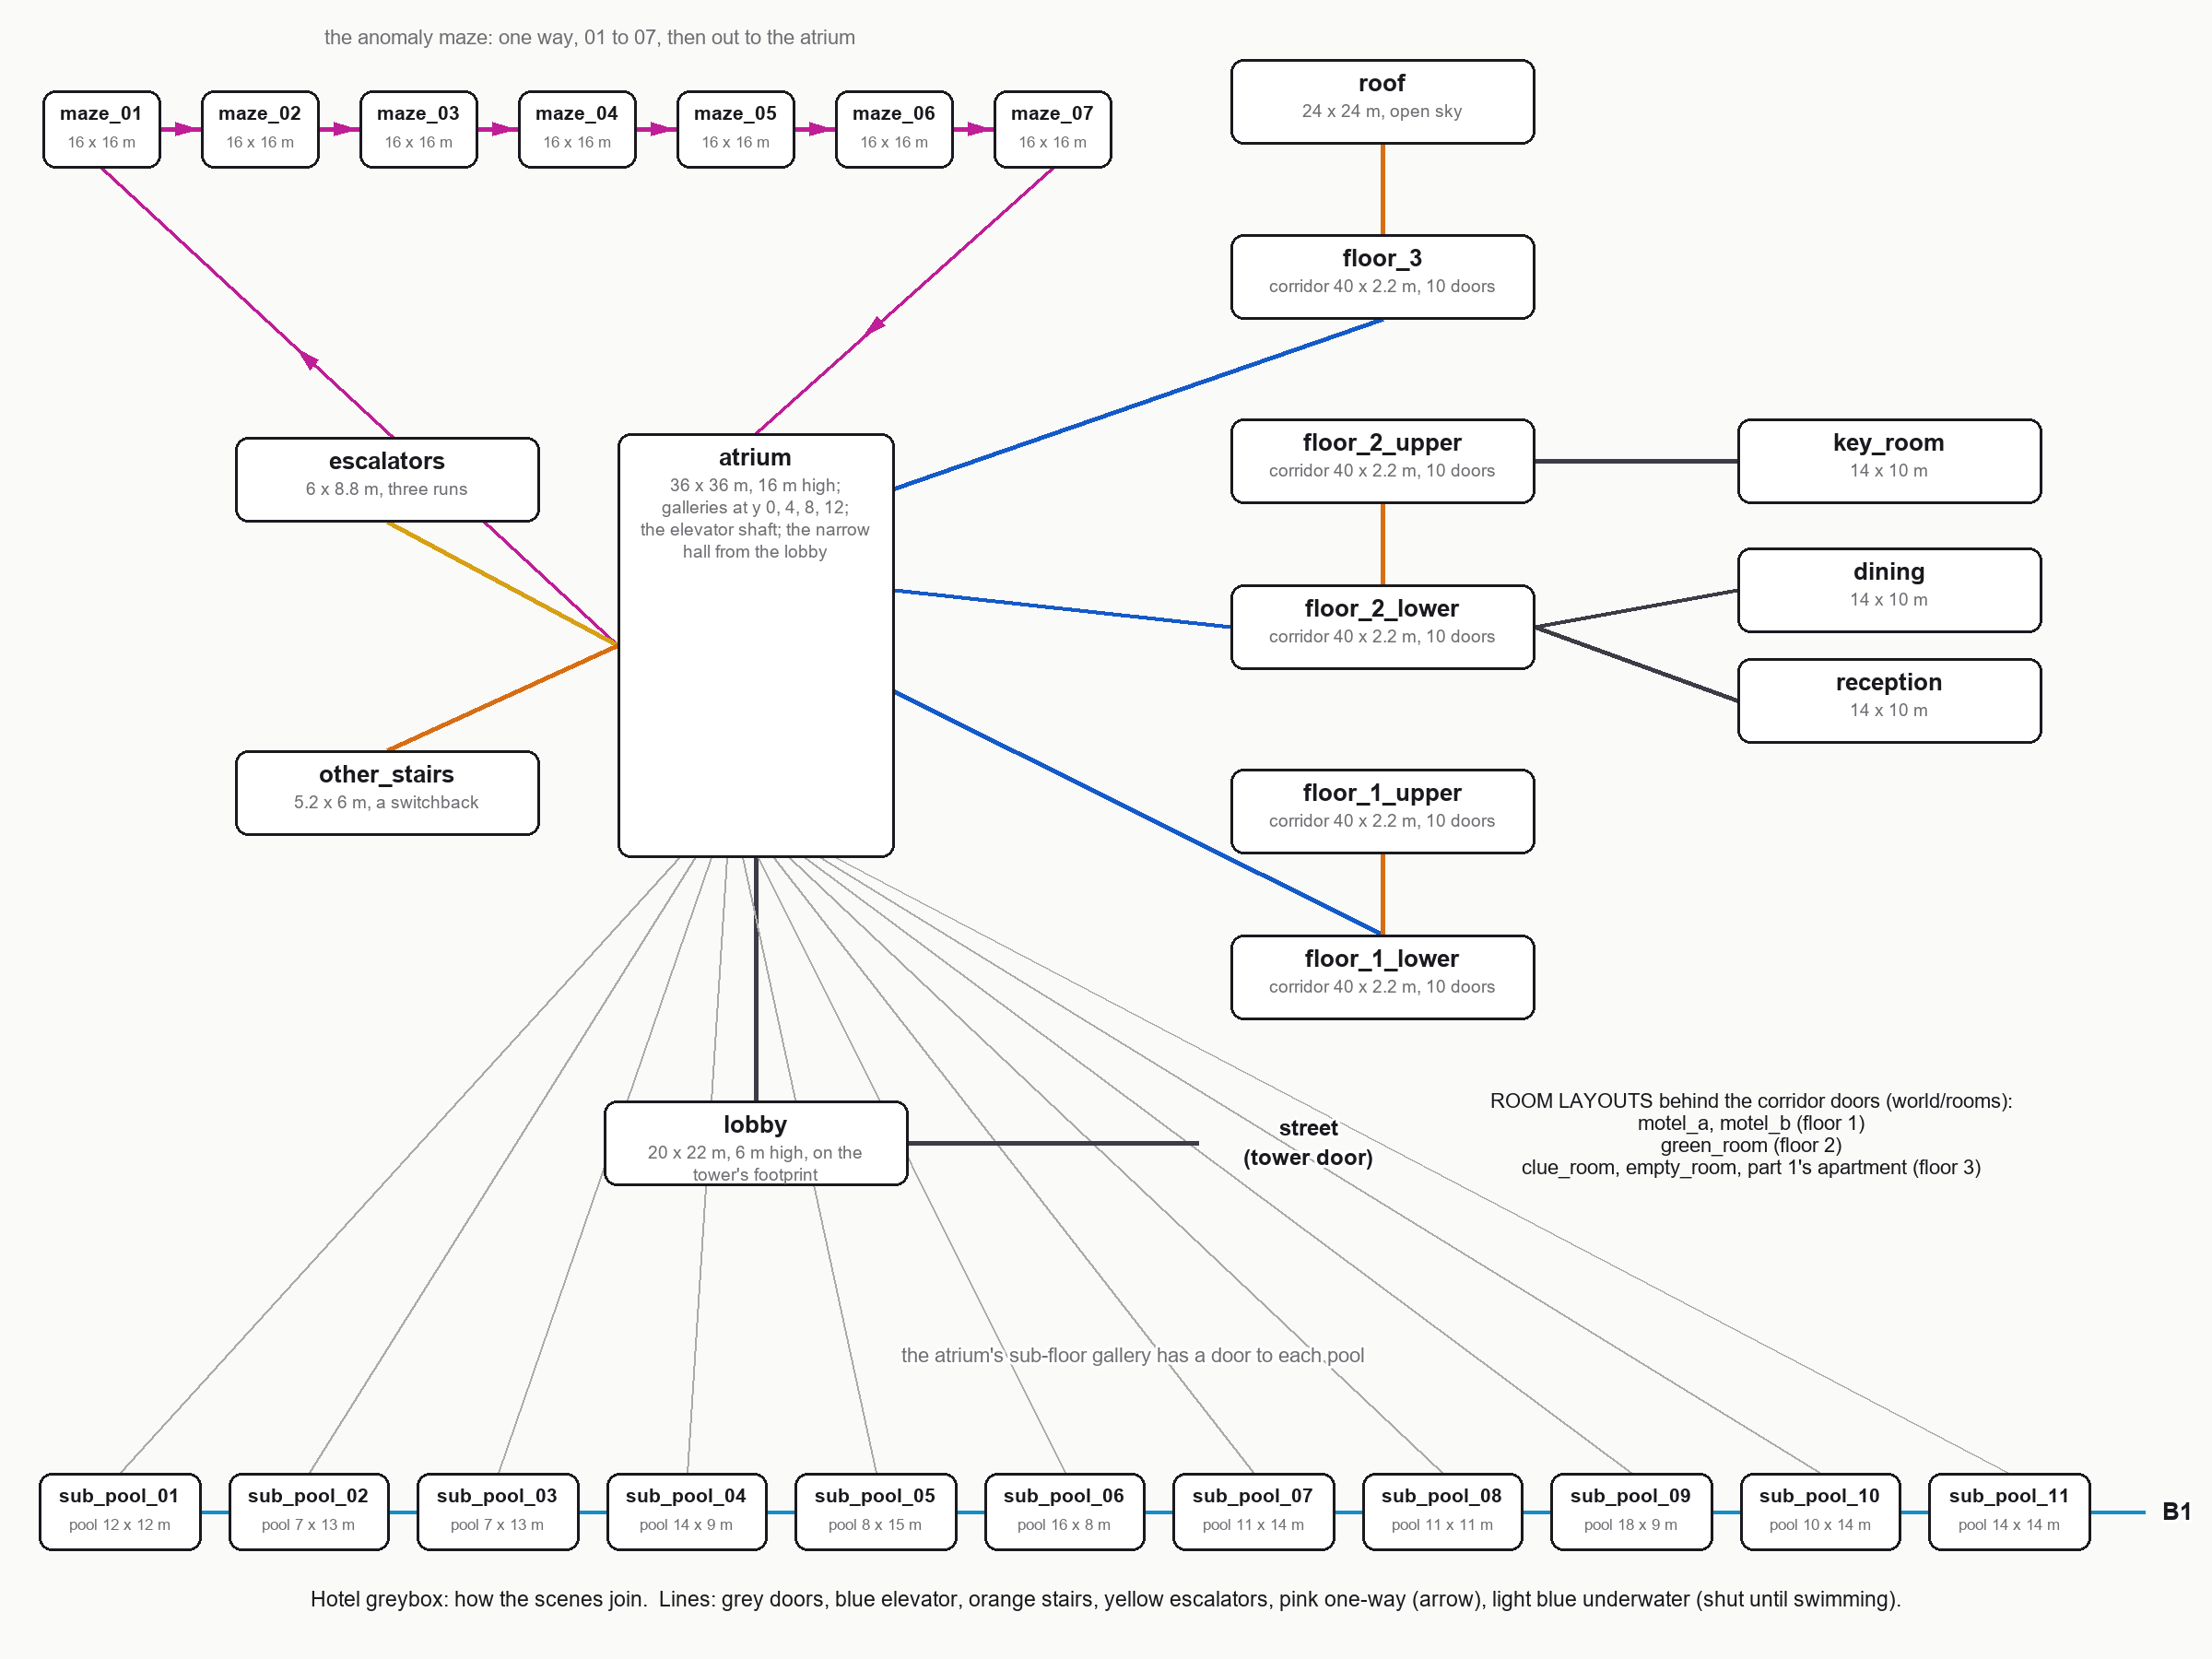 the anomaly maze: one way, 01 to 07, then out to the atrium
maze_01
16 x 16 m
maze_02
16 x 16 m
maze_03
16 x 16 m
maze_04
16 x 16 m
maze_05
16 x 16 m
maze_06
16 x 16 m
maze_07
16 x 16 m
roof
24 x 24 m, open sky
floor_3
corridor 40 x 2.2 m, 10 doors
escalators
6 x 8.8 m, three runs
atrium
36 x 36 m, 16 m high;
galleries at y 0, 4, 8, 12;
the elevator shaft; the narrow
hall from the lobby
floor_2_upper
corridor 40 x 2.2 m, 10 doors
key_room
14 x 10 m
dining
14 x 10 m
floor_2_lower
corridor 40 x 2.2 m, 10 doors
reception
14 x 10 m
other_stairs
5.2 x 6 m, a switchback
floor_1_upper
corridor 40 x 2.2 m, 10 doors
floor_1_lower
corridor 40 x 2.2 m, 10 doors
lobby
20 x 22 m, 6 m high, on the
tower's footprint
street
(tower door)
ROOM LAYOUTS behind the corridor doors (world/rooms):
motel_a, motel_b (floor 1)
green_room (floor 2)
clue_room, empty_room, part 1's apartment (floor 3)
the atrium's sub-floor gallery has a door to each pool
sub_pool_01
pool 12 x 12 m
sub_pool_02
pool 7 x 13 m
sub_pool_03
pool 7 x 13 m
sub_pool_04
pool 14 x 9 m
sub_pool_05
pool 8 x 15 m
sub_pool_06
pool 16 x 8 m
sub_pool_07
pool 11 x 14 m
sub_pool_08
pool 11 x 11 m
sub_pool_09
pool 18 x 9 m
sub_pool_10
pool 10 x 14 m
sub_pool_11
pool 14 x 14 m
B1
Hotel greybox: how the scenes join.  Lines: grey doors, blue elevator, orange stairs, yellow escalators, pink one-way (arrow), light blue underwater (shut until swimming).